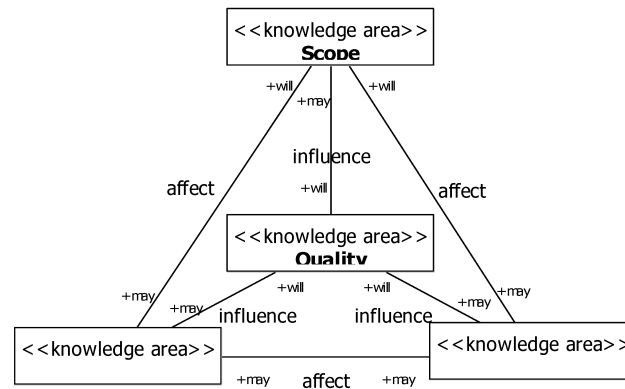 <<knowledge area>>
Scope
+will
+will
+may
influence
+will
affect
affect
<<knowledge area>>
Quality
+will
+will
+may
+may
+may
+may
influence
influence
<<knowledge area>>
<<knowledge area>>
+may
affect
+may